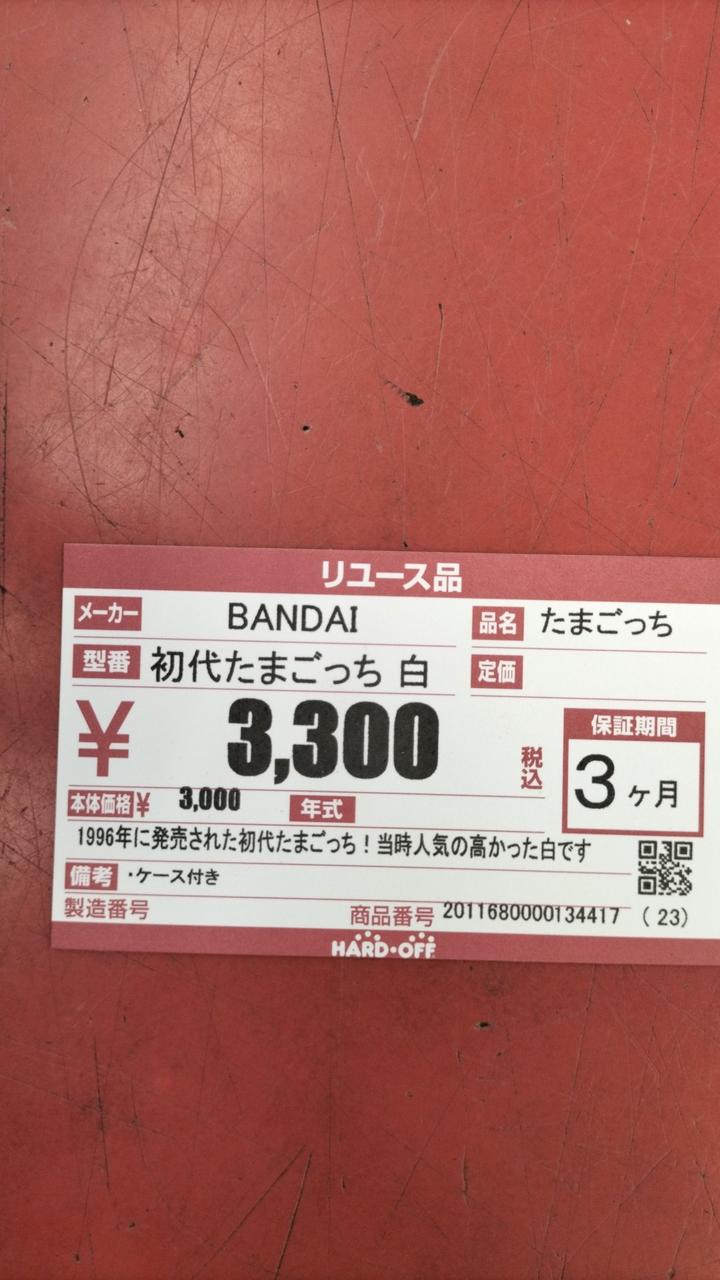 リユース品
メーカー BANDAI 品名 たまごっち
型番 初代たまごっち 白 定価
¥ 3,300 税込
保証期間
3ヶ月
本体価格¥ 3,000 年式
1996年に発売された初代たまごっち！当時人気の高かった白です
備考 ・ケース付き
製造番号 商品番号 2011680000134417 (23)
HARD・OFF